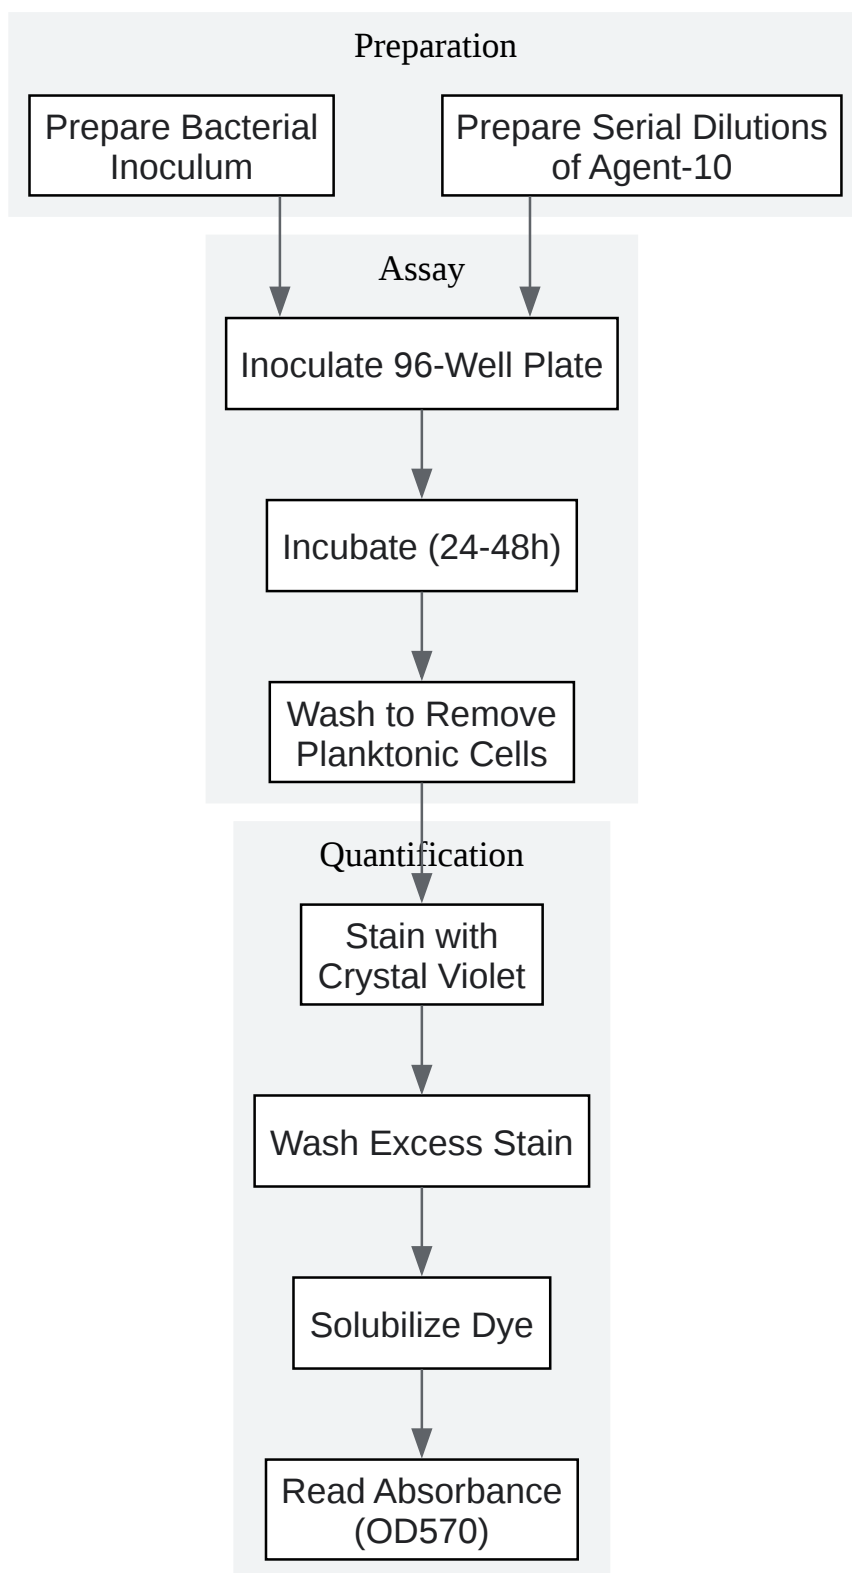 Preparation
Prepare Bacterial
Inoculum
Prepare Serial Dilutions
of Agent-10
Assay
Inoculate 96-Well Plate
Incubate (24-48h)
Wash to Remove
Planktonic Cells
Quantification
Stain with
Crystal Violet
Wash Excess Stain
Solubilize Dye
Read Absorbance
(OD570)